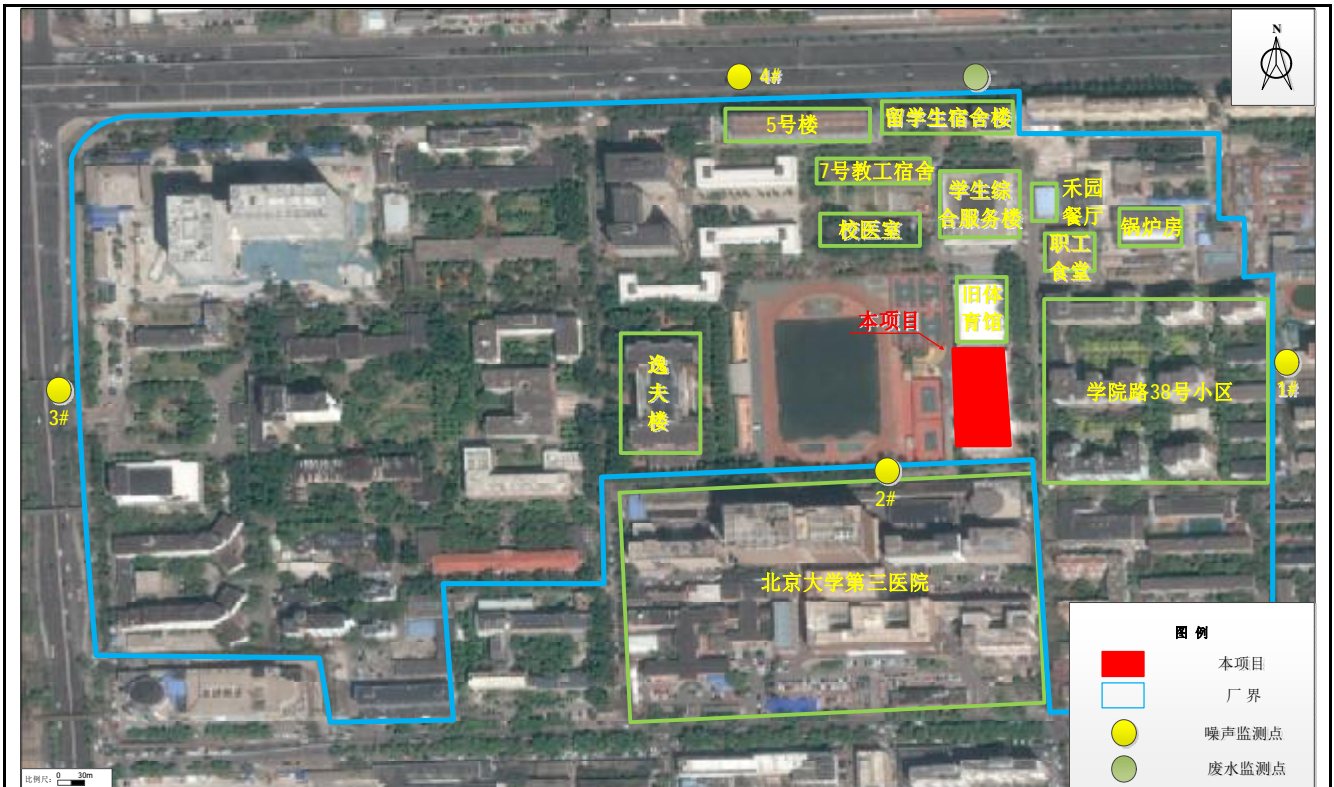 N
4#
5号楼
留学生宿舍楼
7号教工宿舍
学生综
合服务楼
禾园
餐厅
校医室
锅炉房
职工
食堂
旧体
育馆
本项目
逸
夫
楼
学院路38号小区
1#
3#
2#
北京大学第三医院
图 例
本项目
厂 界
噪声监测点
废水监测点
比例尺: 0 30m